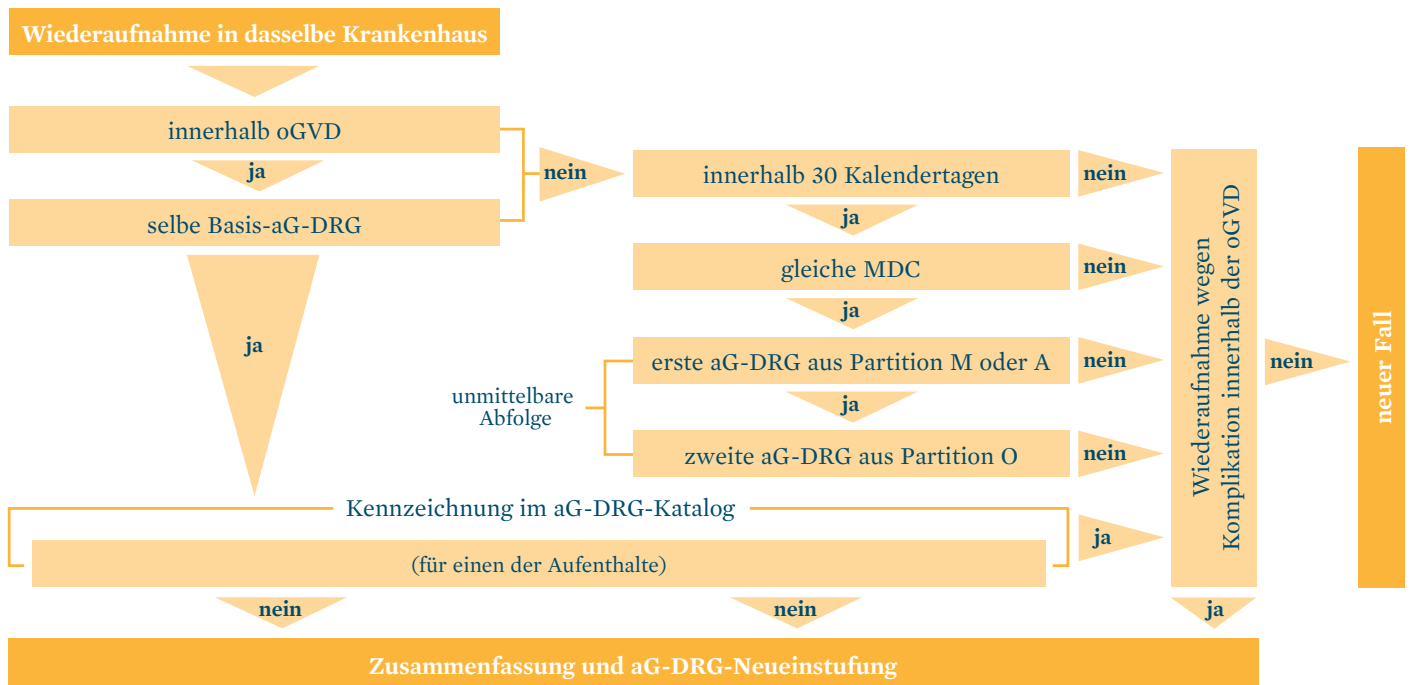 Wiederaufnahme in dasselbe Krankenhaus
innerhalb oGVD
ja
selbe Basis-aG-DRG
ja
nein
innerhalb 30 Kalendertagen
nein
ja
gleiche MDC
nein
ja
unmittelbare
Abfolge
erste aG-DRG aus Partition M oder A
nein
ja
zweite aG-DRG aus Partition O
nein
Kennzeichnung im aG-DRG-Katalog
(für einen der Aufenthalte)
ja
nein
nein
Wiederaufnahme wegen
Komplikation innerhalb der oGVD
nein
ja
neuer Fall
Zusammenfassung und aG-DRG-Neueinstufung